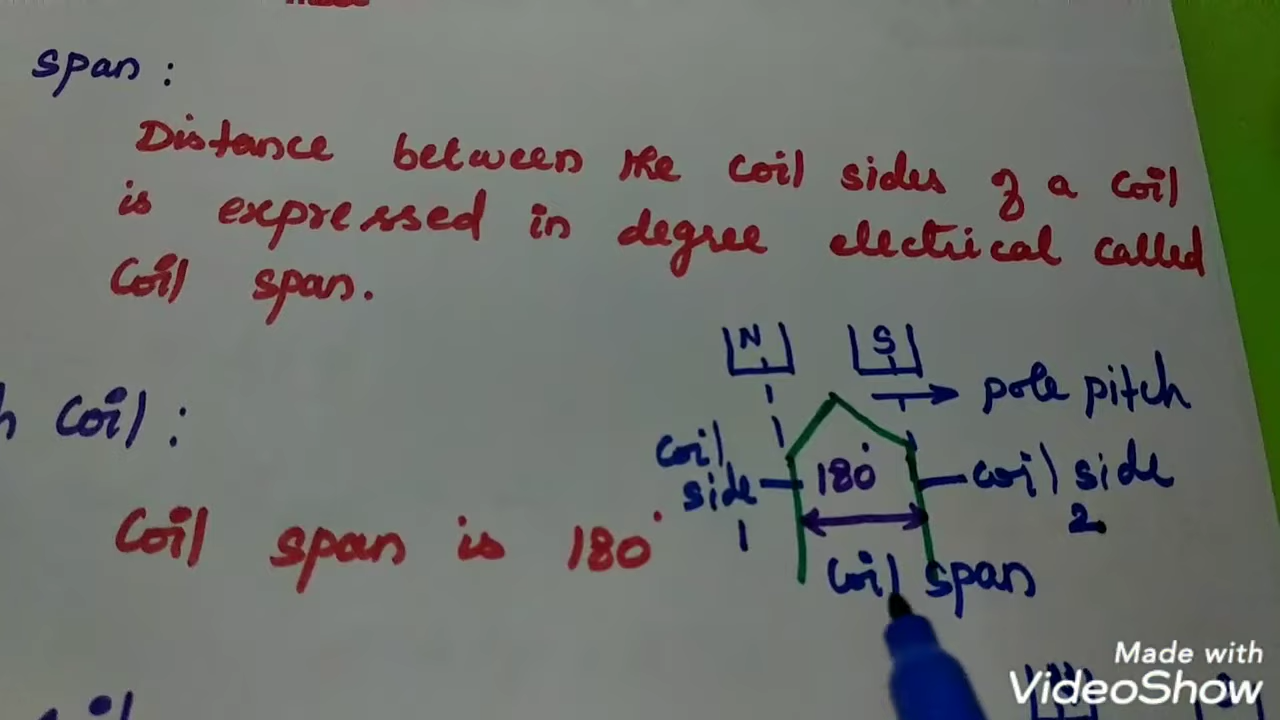 span:
Distance between the coil sides of a coil
is expressed in degree electrical called
Coil span.
N S
pole pitch
h Coil:
coil side 1
180°
coil side 2
Coil span is 180°
coil span
Made with
VideoShow